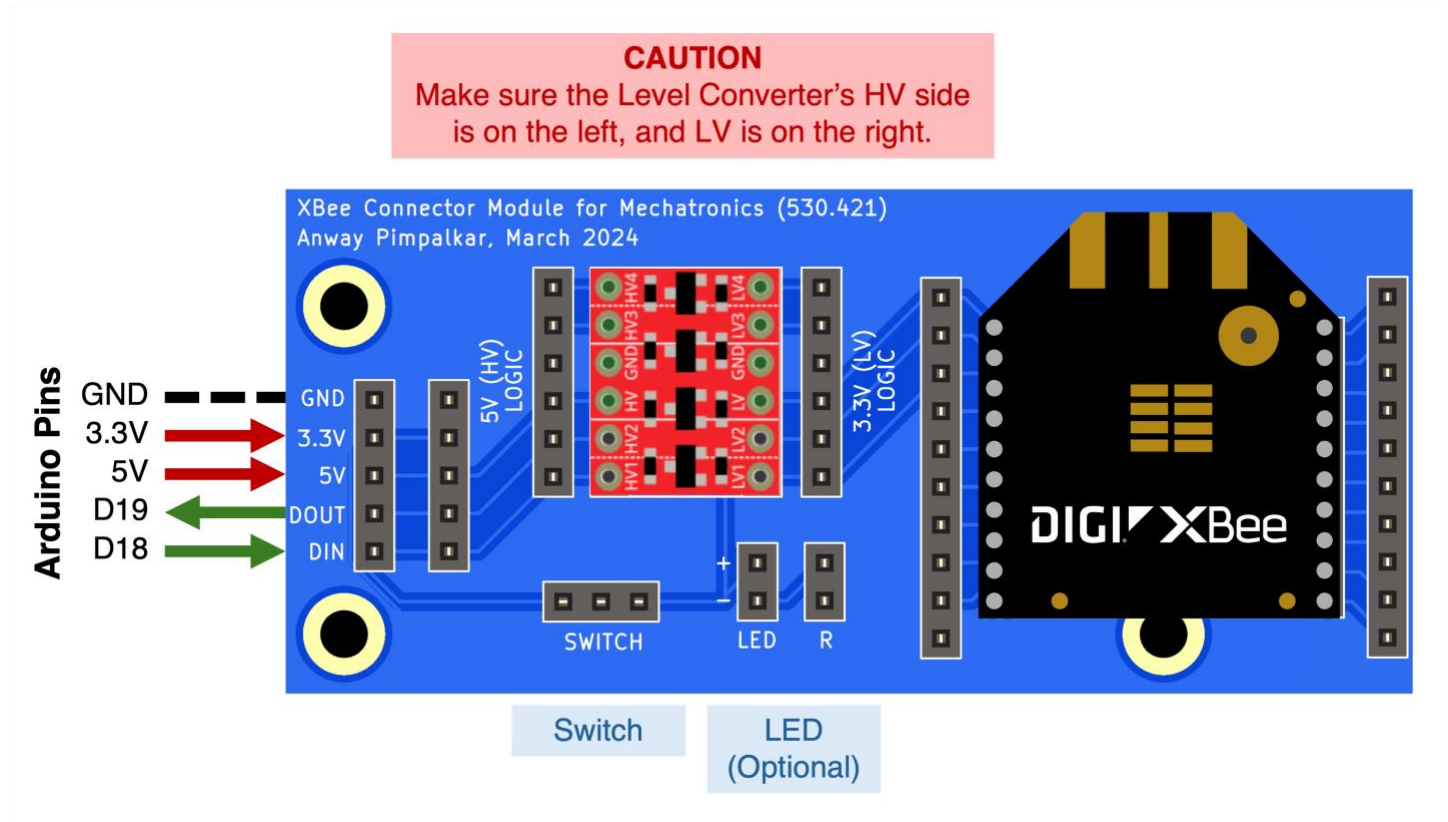 CAUTION
Make sure the Level Converter's HV side
is on the left, and LV is on the right.
XBee Connector Module for Mechatronics (530.421)
Anway Pimpalkar, March 2024
Arduino Pins
GND
3.3V
5V
D19
D18
GND
3.3V
5V
DOUT
DIN
5V (HV)
LOGIC
HV4
HV3
GND
HV
HV2
HV1
LV4
LV3
GND
LV
LV2
LV1
3.3V (LV)
LOGIC
DIGI XBee
+
−
SWITCH
LED
R
Switch
LED
(Optional)